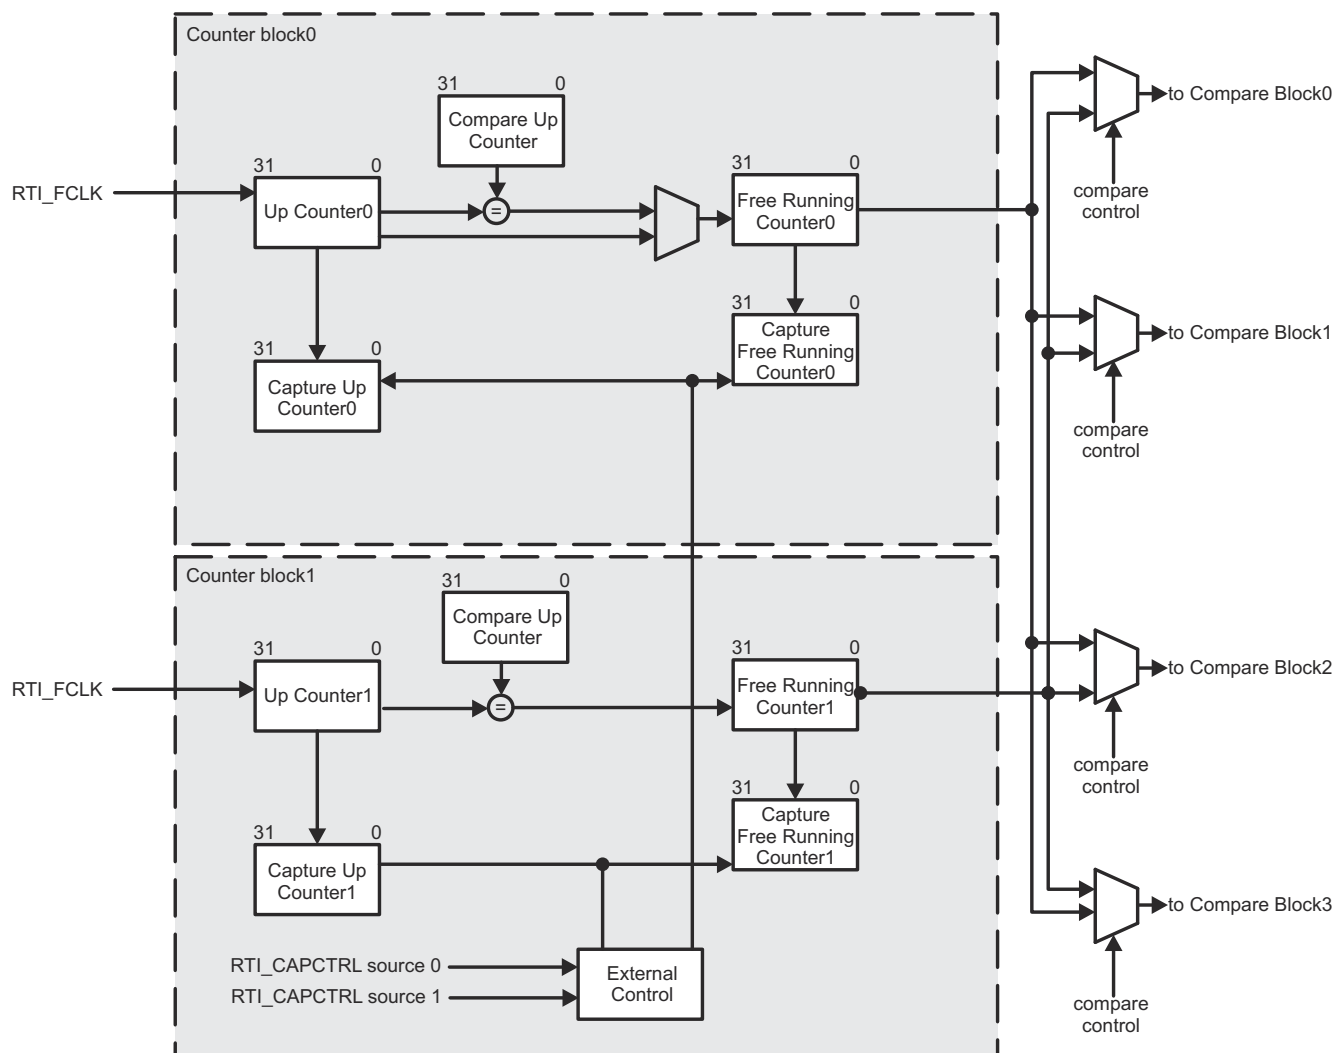 Counter block0
31 0
Compare Up
Counter
31 0
RTI_FCLK
Up Counter0
=
31 0
Free Running
Counter0
31 0
Capture
Free Running
Counter0
31 0
Capture Up
Counter0
to Compare Block0
compare
control
to Compare Block1
compare
control
Counter block1
31 0
Compare Up
Counter
31 0
RTI_FCLK
Up Counter1
=
31 0
Free Running
Counter1
31 0
Capture
Free Running
Counter1
31 0
Capture Up
Counter1
RTI_CAPCTRL source 0
RTI_CAPCTRL source 1
External
Control
to Compare Block2
compare
control
to Compare Block3
compare
control